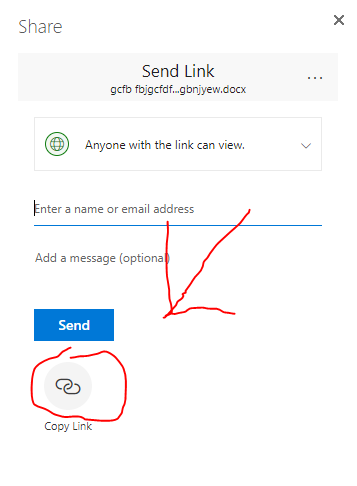 Share
Send Link
gcfb fbjgcfdf...gbnjyew.docx
Anyone with the link can view.
Enter a name or email address
Add a message (optional)
Send
Copy Link